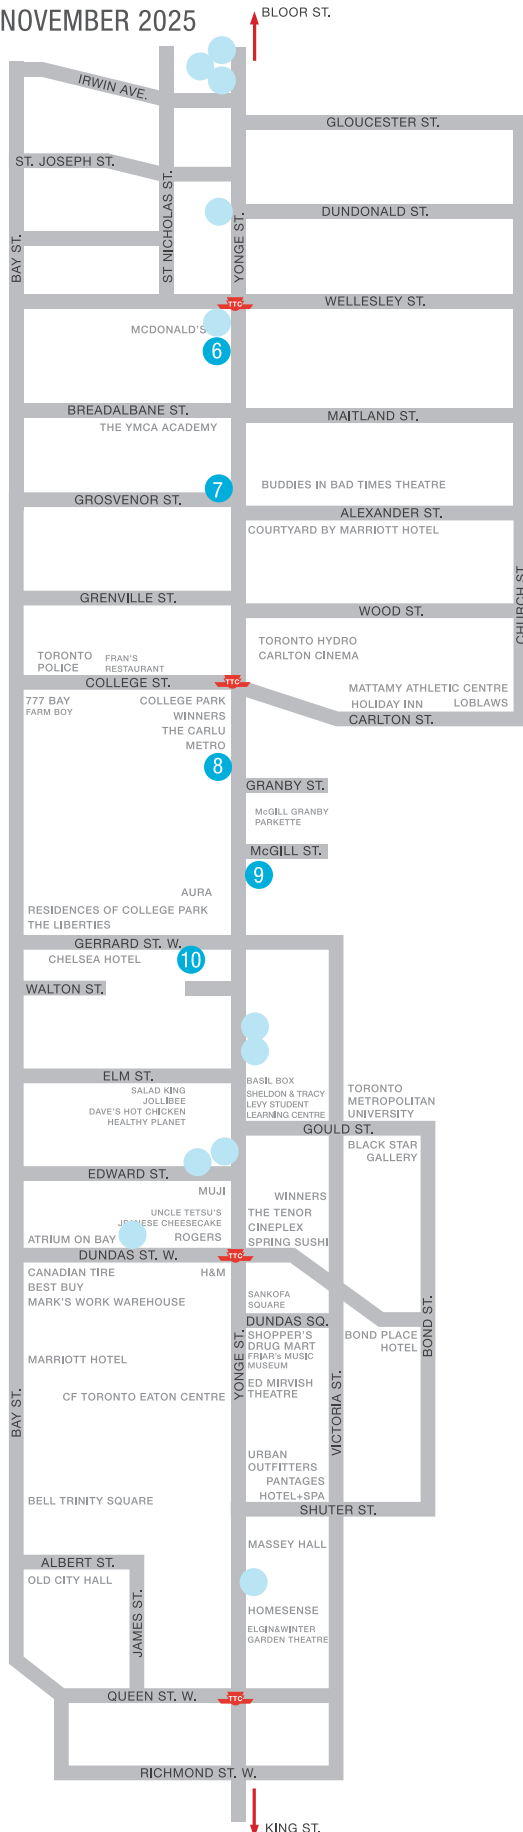 NOVEMBER 2025
BLOOR ST.
IRWIN AVE.
GLOUCESTER ST.
ST. JOSEPH ST.
ST NICHOLAS ST.
YONGE ST.
BAY ST.
DUNDONALD ST.
TTC
WELLESLEY ST.
MCDONALD'S
6
BREADALBANE ST.
MAITLAND ST.
THE YMCA ACADEMY
7
BUDDIES IN BAD TIMES THEATRE
GROSVENOR ST.
ALEXANDER ST.
COURTYARD BY MARRIOTT HOTEL
CHURCH ST.
GRENVILLE ST.
WOOD ST.
TORONTO HYDRO
CARLTON CINEMA
TORONTO
POLICE
FRAN'S
RESTAURANT
COLLEGE ST.
TTC
MATTAMY ATHLETIC CENTRE
HOLIDAY INN
LOBLAWS
CARLTON ST.
777 BAY
FARM BOY
COLLEGE PARK
WINNERS
THE CARLU
METRO
8
GRANBY ST.
McGILL GRANBY
PARKETTE
McGILL ST.
9
AURA
RESIDENCES OF COLLEGE PARK
THE LIBERTIES
GERRARD ST. W.
CHELSEA HOTEL
10
WALTON ST.
ELM ST.
SALAD KING
JOLLIBEE
DAVE'S HOT CHICKEN
HEALTHY PLANET
BASIL BOX
SHELDON & TRACY
LEVY STUDENT
LEARNING CENTRE
TORONTO
METROPOLITAN
UNIVERSITY
GOULD ST.
BLACK STAR
GALLERY
EDWARD ST.
MUJI
WINNERS
UNCLE TETSU'S
CHEESECAKE
ROGERS
THE TENOR
CINEPLEX
SPRING SUSHI
ATRIUM ON BAY
DUNDAS ST. W.
TTC
CANADIAN TIRE
BEST BUY
MARK'S WORK WAREHOUSE
H&M
SANKOFA
SQUARE
DUNDAS SQ.
BOND ST.
SHOPPER'S
DRUG MART
FRIAR's MUSIC
MUSEUM
BOND PLACE
HOTEL
YONGE ST.
ED MIRVISH
THEATRE
MARRIOTT HOTEL
CF TORONTO EATON CENTRE
BAY ST.
VICTORIA ST.
URBAN
OUTFITTERS
PANTAGES
HOTEL+SPA
BELL TRINITY SQUARE
SHUTER ST.
MASSEY HALL
ALBERT ST.
OLD CITY HALL
JAMES ST.
HOMESENSE
ELGIN&WINTER
GARDEN THEATRE
QUEEN ST. W.
TTC
RICHMOND ST. W.
KING ST.